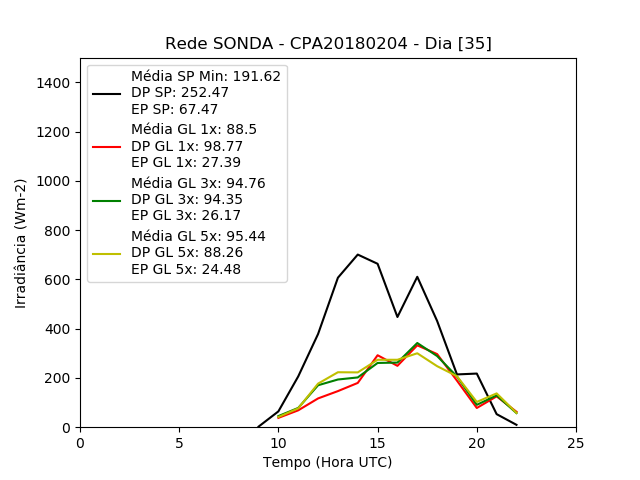 Rede SONDA - CPA20180204 - Dia [35]
Média SP Min: 191.62
DP SP: 252.47
EP SP: 67.47
Média GL 1x: 88.5
DP GL 1x: 98.77
EP GL 1x: 27.39
Média GL 3x: 94.76
DP GL 3x: 94.35
EP GL 3x: 26.17
Média GL 5x: 95.44
DP GL 5x: 88.26
EP GL 5x: 24.48
Irradiância (Wm-2)
1400
1200
1000
800
600
400
200
0
0 5 10 15 20 25
Tempo (Hora UTC)